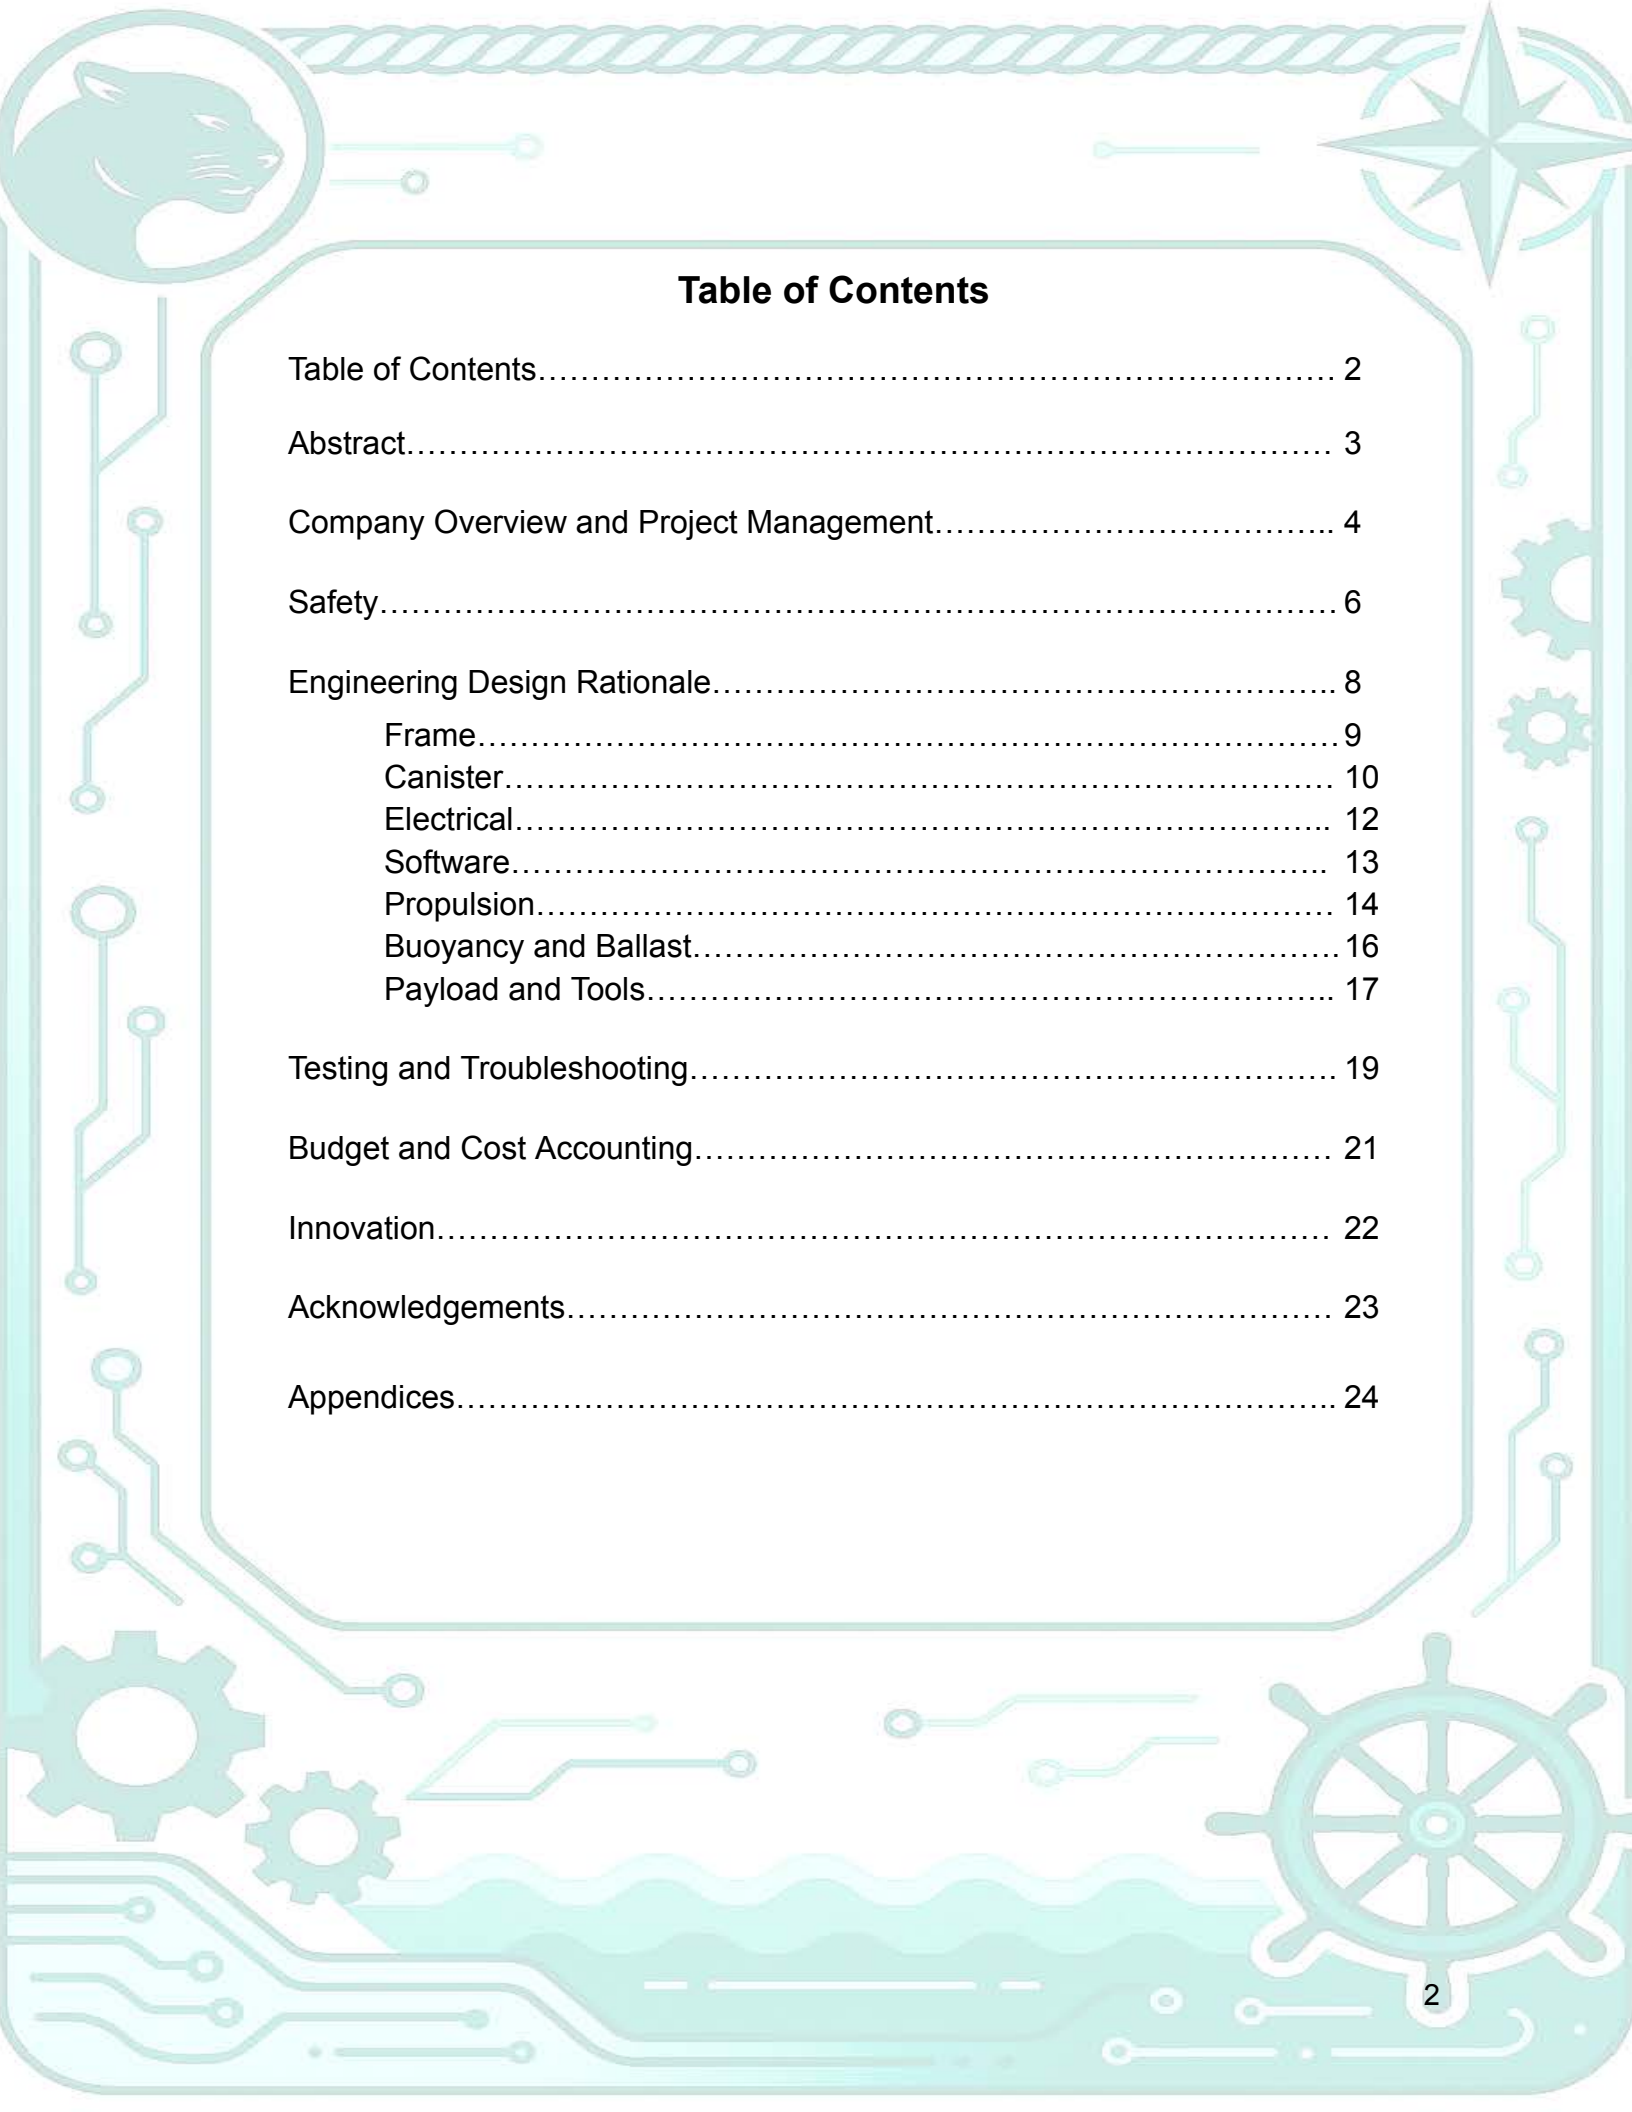 Table of Contents
Table of Contents………………………………………………………………… 2
Abstract…………………………………………………………………………… 3
Company Overview and Project Management……………………………….. 4
Safety……………………………………………………………………………… 6
Engineering Design Rationale………………………………………………….. 8
Frame……………………………………………………………………… 9
Canister…………………………………………………………………… 10
Electrical………………………………………………………………….. 12
Software………………………………………………………………….. 13
Propulsion………………………………………………………………… 14
Buoyancy and Ballast…………………………………………………… 16
Payload and Tools……………………………………………………….. 17
Testing and Troubleshooting…………………………………………………… 19
Budget and Cost Accounting…………………………………………………… 21
Innovation………………………………………………………………………… 22
Acknowledgements……………………………………………………………… 23
Appendices……………………………………………………………………….. 24
2